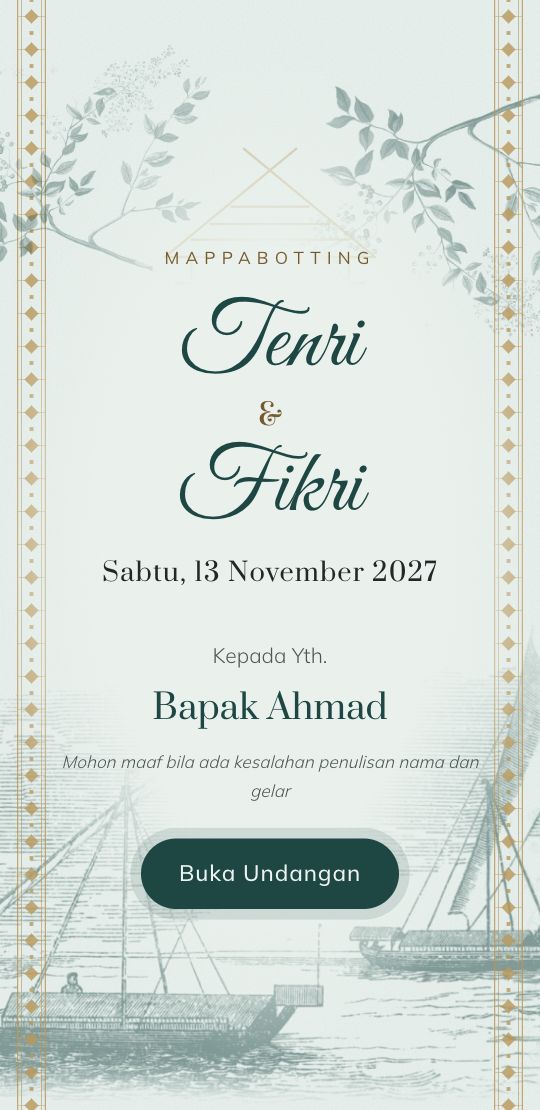 MAPPABOTTING
Tenri
&
Fikri
Sabtu, 13 November 2027
Kepada Yth.
Bapak Ahmad
Mohon maaf bila ada kesalahan penulisan nama dan
gelar
Buka Undangan